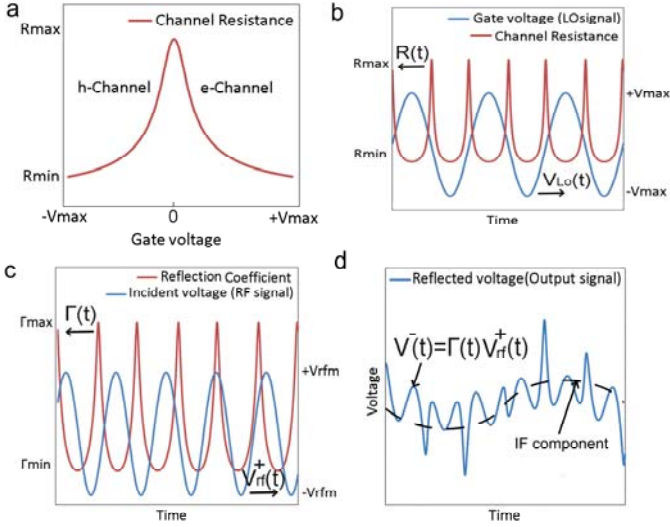 a
Channel Resistance
Rmax
h-Channel
e-Channel
Rmin
-Vmax
0
+Vmax
Gate voltage
b
Gate voltage (LOsignal)
Channel Resistance
Rmax
R(t)
+Vmax
Rmin
VLo(t)
-Vmax
Time
c
Reflection Coefficient
Incident voltage (RF signal)
Γmax
Γ(t)
+Vrfm
Γmin
V+rf(t)
-Vrfm
Time
d
Reflected voltage(Output signal)
V-(t)=Γ(t)V+rf(t)
Voltage
IF component
Time